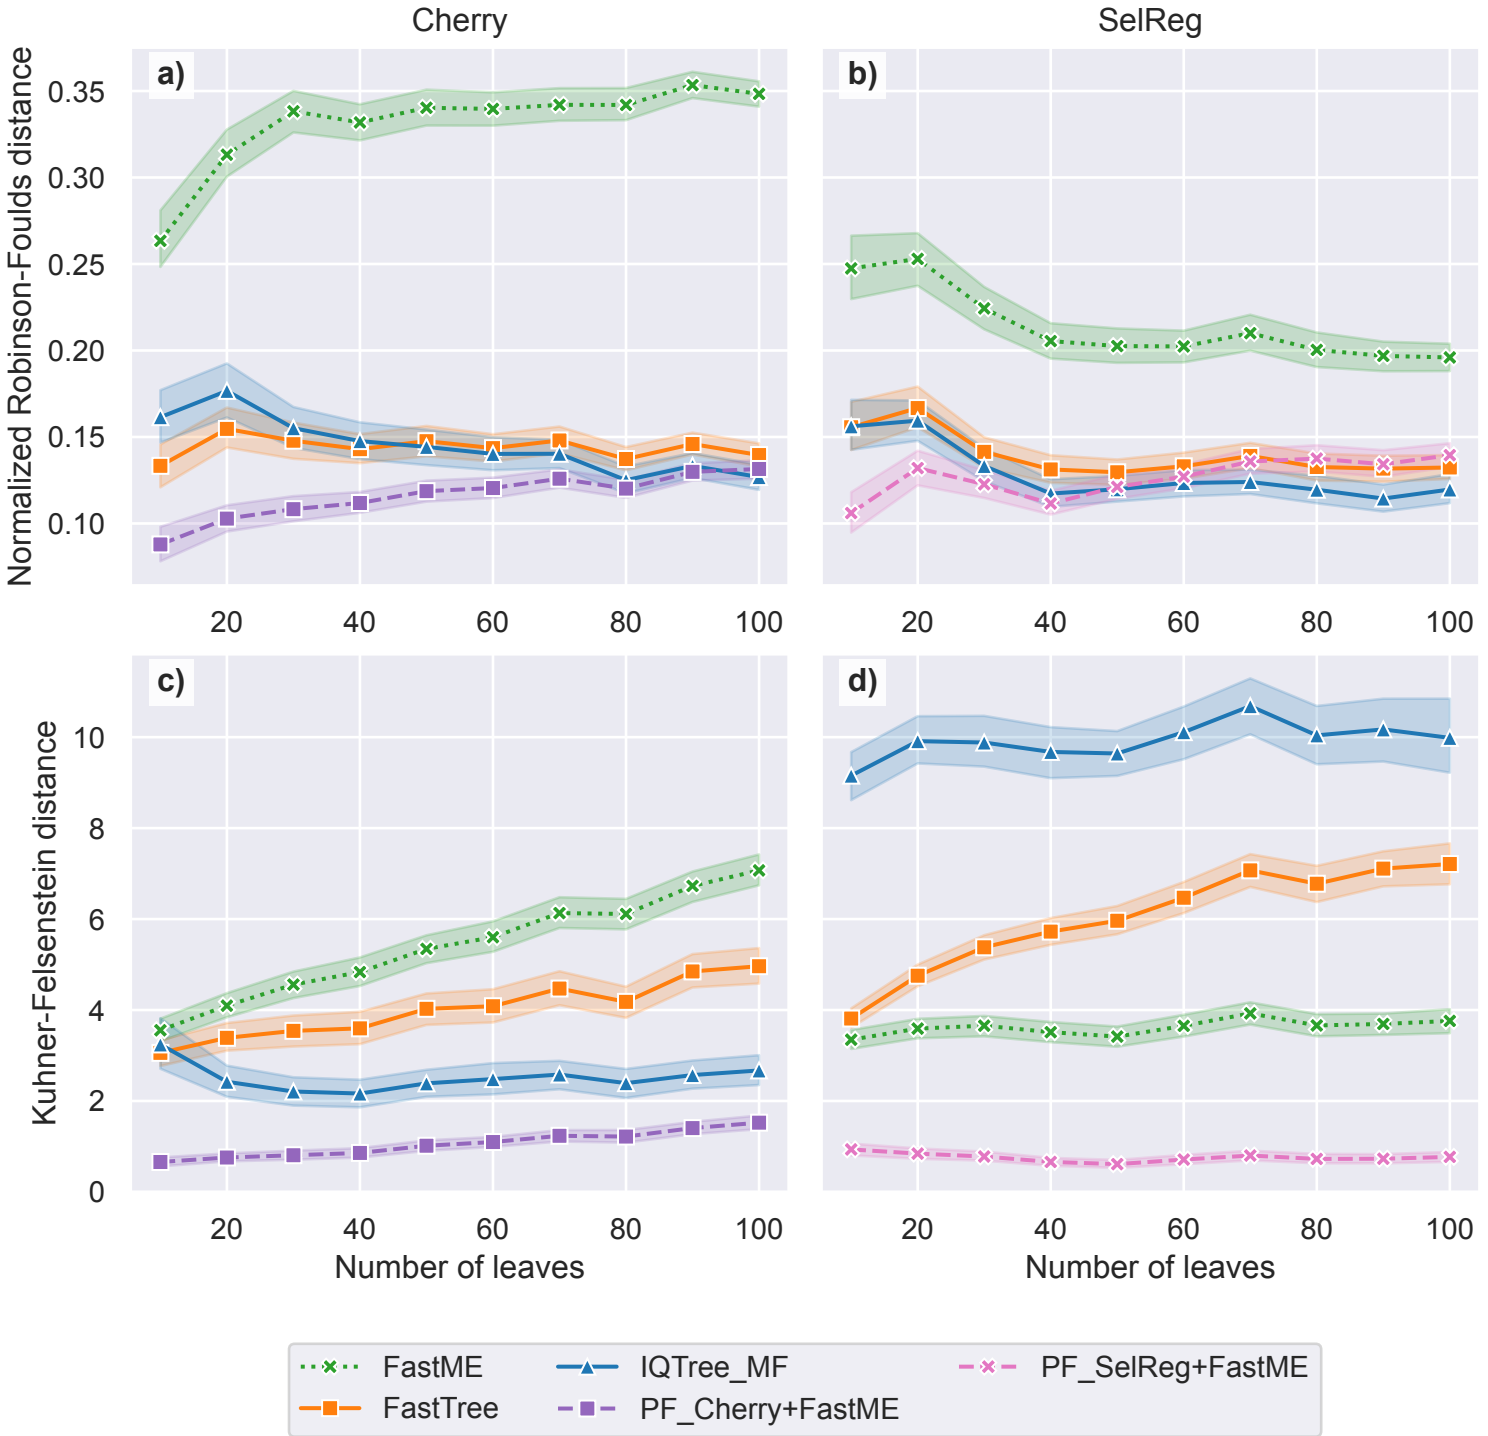 Cherry
SelReg
a)
b)
Normalized Robinson-Foulds distance
0.35
0.30
0.25
0.20
0.15
0.10
20 40 60 80 100
20 40 60 80 100
c)
d)
Kuhner-Felsenstein distance
10
8
6
4
2
0
20 40 60 80 100
20 40 60 80 100
Number of leaves
Number of leaves
FastME
IQTree_MF
PF_SelReg+FastME
FastTree
PF_Cherry+FastME